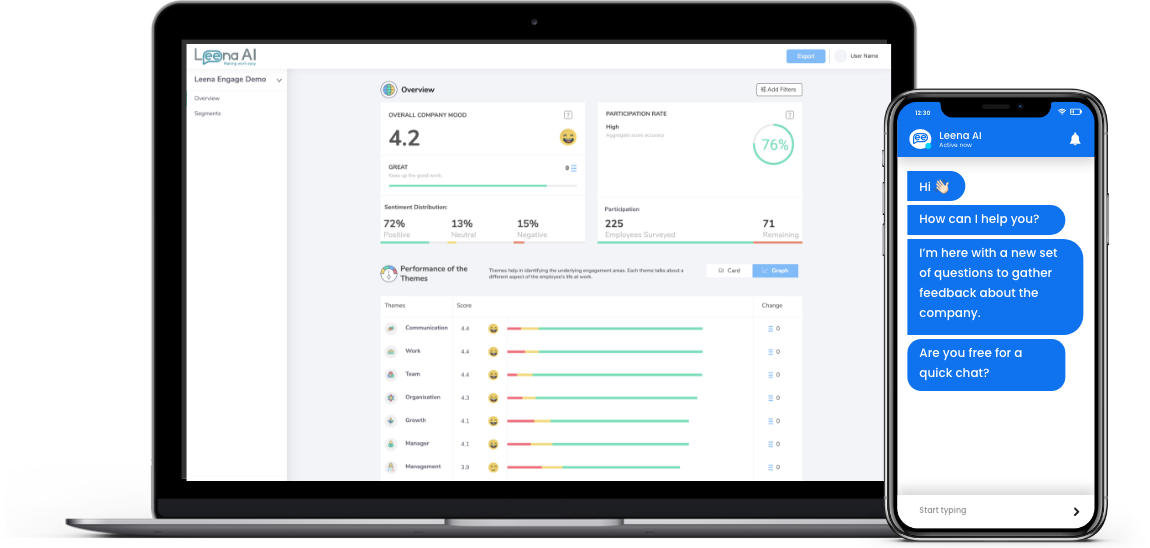 Leena AI
Making work easy
Export
User Name
Leena Engage Demo
Overview
Segments
Overview
Add Filters
OVERALL COMPANY MOOD
?
4.2
GREAT
0
Keep up the good work.
Sentiment Distribution:
72%
13%
15%
Positive
Neutral
Negative
PARTICIPATION RATE
?
High
Aggregate score accuracy
76%
Participation:
225
71
Employees Surveyed
Remaining
Performance of the
Themes
Themes help in identifying the underlying engagement areas. Each theme talks about a
different aspect of the employee's life at work.
Card
Graph
Themes Score Change
Communication 4.4 0
Work 4.4 0
Team 4.4 0
Organisation 4.3 0
Growth 4.1 0
Manager 4.1 0
Management 3.9 0
12:30
Leena AI
Active now
Hi 👋🏻
How can I help you?
I'm here with a new set
of questions to gather
feedback about the
company.
Are you free for a
quick chat?
Start typing